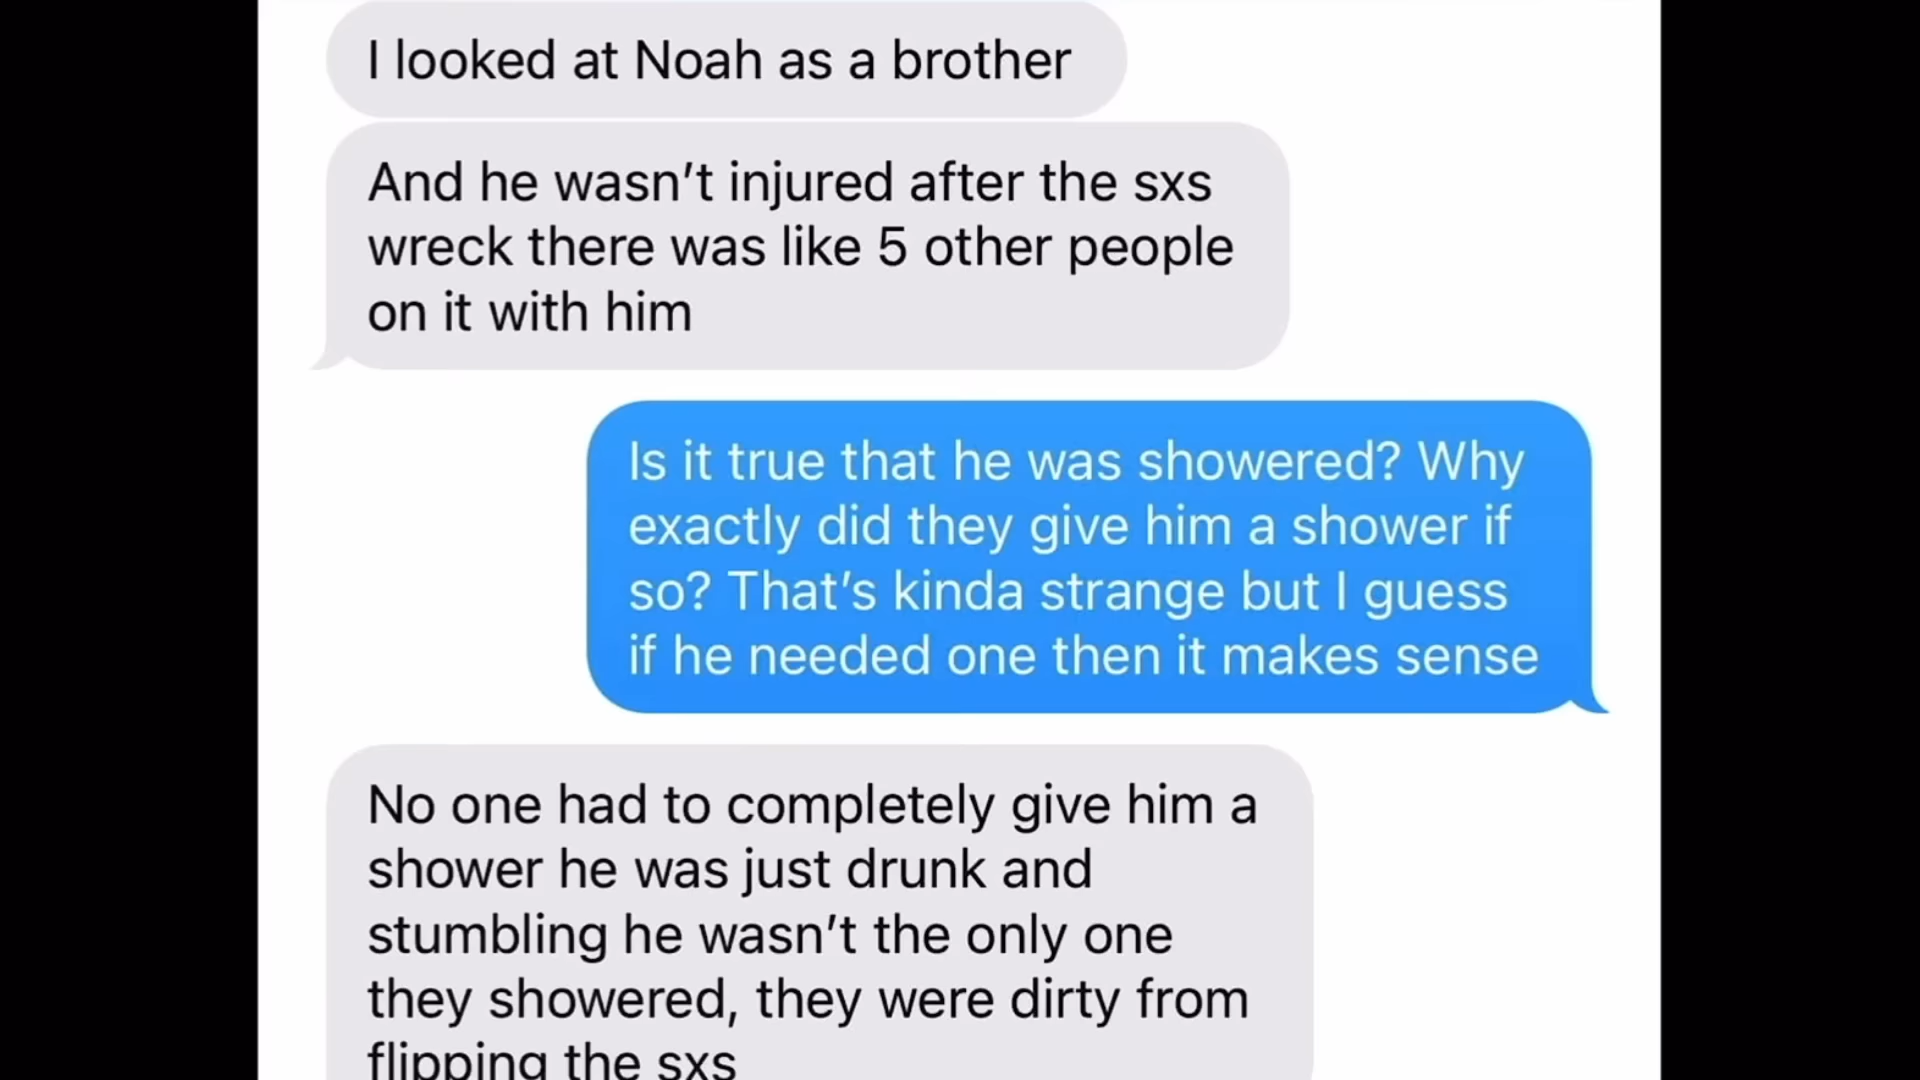 I looked at Noah as a brother
And he wasn’t injured after the sxs
wreck there was like 5 other people
on it with him
Is it true that he was showered? Why
exactly did they give him a shower if
so? That’s kinda strange but I guess
if he needed one then it makes sense
No one had to completely give him a
shower he was just drunk and
stumbling he wasn’t the only one
they showered, they were dirty from
flipping the sxs